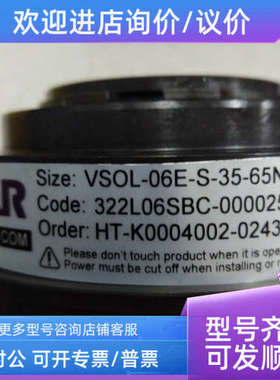 欢迎进店询价/议价
Size: VSOL-06E-S-35-65N
Code: 322L06SBC-000025
.COM Order: HT-K0004002-0243
Please don't touch product when it is ope
Power must be cut off when installing or
更多型号咨询店铺客服
型号齐
对公 可开专票/普票
可发顺